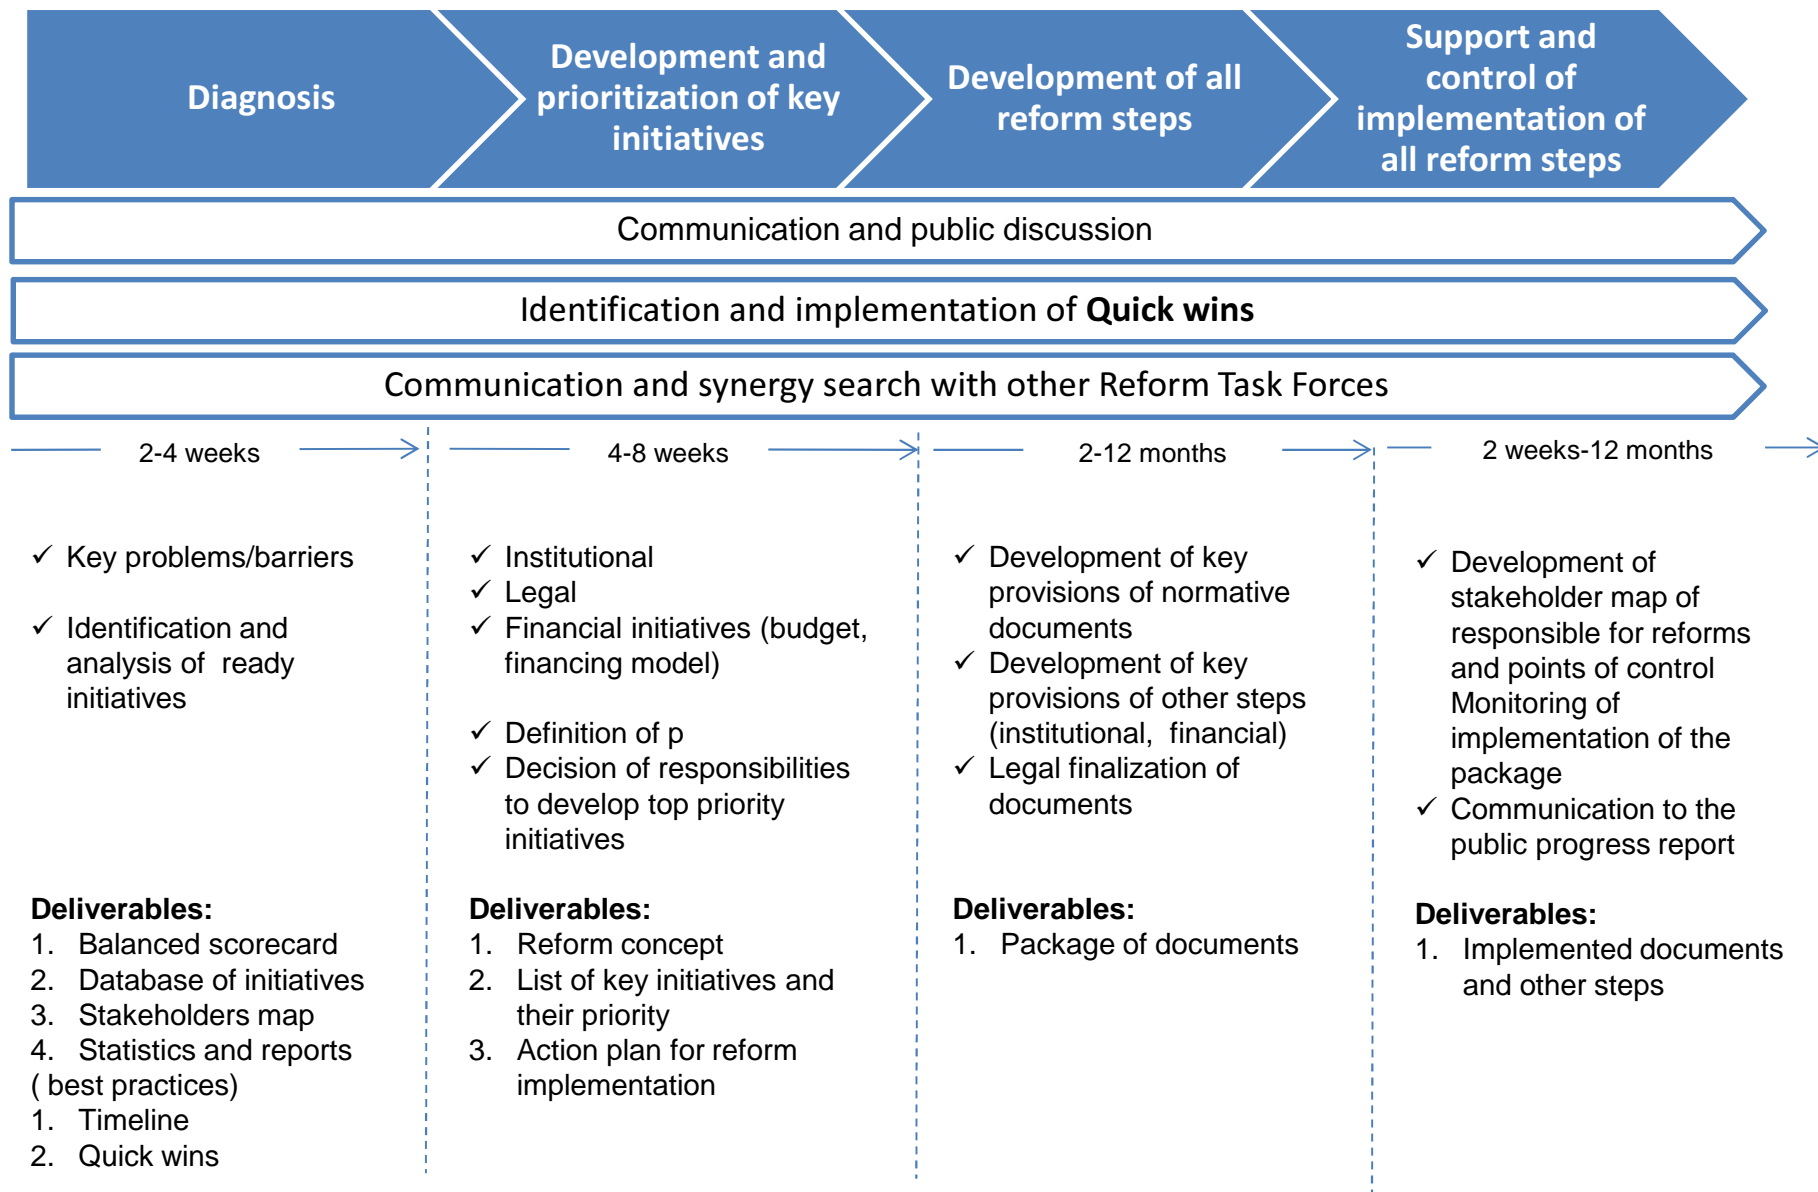 Diagnosis
Development and
prioritization of key
initiatives
Development of all
reform steps
Support and
control of
implementation of
all reform steps
Communication and public discussion
Identification and implementation of Quick wins
Communication and synergy search with other Reform Task Forces
2-4 weeks
4-8 weeks
2-12 months
2 weeks-12 months
✓ Key problems/barriers
✓ Identification and
analysis of ready
initiatives
Deliverables:
1. Balanced scorecard
2. Database of initiatives
3. Stakeholders map
4. Statistics and reports
( best practices)
1. Timeline
2. Quick wins
✓ Institutional
✓ Legal
✓ Financial initiatives (budget,
financing model)
✓ Definition of p
✓ Decision of responsibilities
to develop top priority
initiatives
Deliverables:
1. Reform concept
2. List of key initiatives and
their priority
3. Action plan for reform
implementation
✓ Development of key
provisions of normative
documents
✓ Development of key
provisions of other steps
(institutional, financial)
✓ Legal finalization of
documents
Deliverables:
1. Package of documents
✓ Development of
stakeholder map of
responsible for reforms
and points of control
Monitoring of
implementation of the
package
✓ Communication to the
public progress report
Deliverables:
1. Implemented documents
and other steps